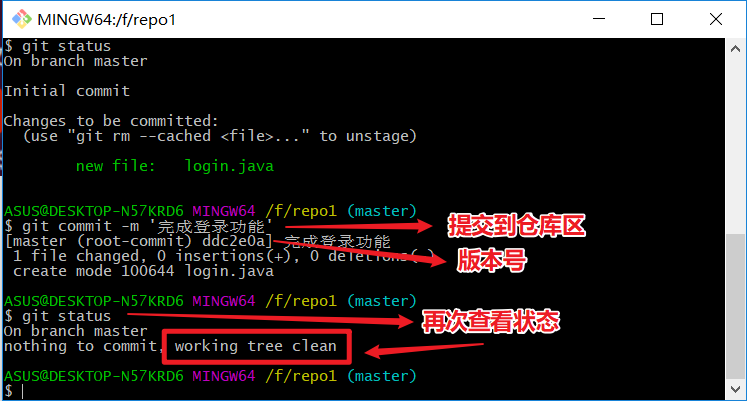 MINGW64:/f/repo1
$ git status
On branch master
Initial commit
Changes to be committed:
(use "git rm --cached <file>..." to unstage)
new file: login.java
ASUS@DESKTOP-N57KRD6 MINGW64 /f/repo1 (master)
$ git commit -m '完成登录功能'
提交到仓库区
[master (root-commit) ddc2e0a] 完成登录功能
1 file changed, 0 insertions(+), 0 deletions(-)
版本号
create mode 100644 login.java
ASUS@DESKTOP-N57KRD6 MINGW64 /f/repo1 (master)
$ git status
再次查看状态
On branch master
nothing to commit, working tree clean
ASUS@DESKTOP-N57KRD6 MINGW64 /f/repo1 (master)
$